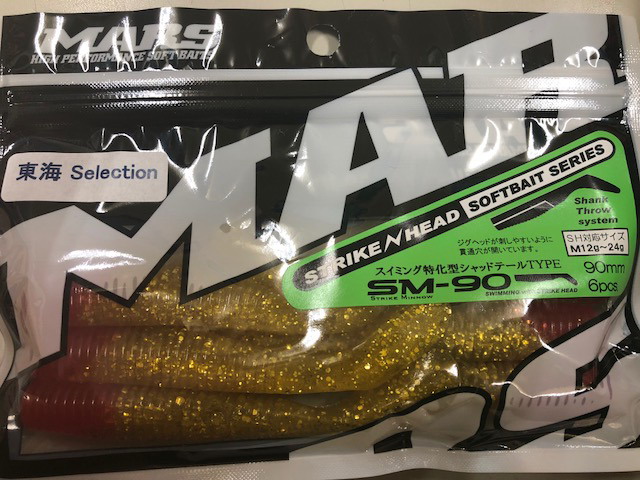 MARS
HIGH PERFORMANCE SOFT BAIT
東海 Selection
MAR
STRIKE HEAD SOFTBAIT SERIES
Shank
Throw
system
ジグヘッドが刺しやすいように
貫通穴が開いています。
SH対応サイズ
M12g~24g
スイミング特化型シャッドテールTYPE
90mm
6pcs
SM-90
STRIKE MINNOW